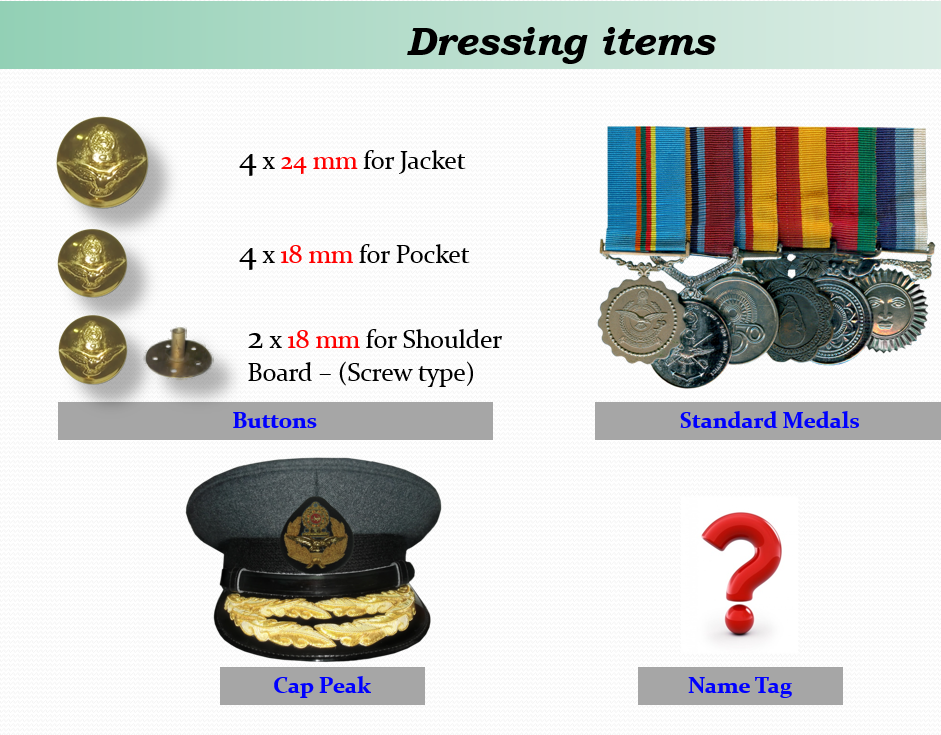 Dressing items
4 x 24 mm for Jacket
4 x 18 mm for Pocket
2 x 18 mm for Shoulder
Board – (Screw type)
Buttons
Standard Medals
Cap Peak
Name Tag